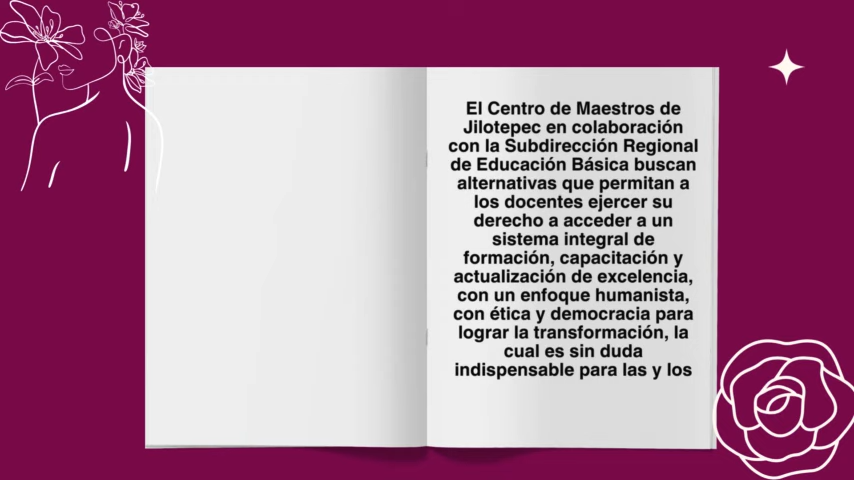 El Centro de Maestros de
Jilotepec en colaboración
con la Subdirección Regional
de Educación Básica buscan
alternativas que permitan a
los docentes ejercer su
derecho a acceder a un
sistema integral de
formación, capacitación y
actualización de excelencia,
con un enfoque humanista,
con ética y democracia para
lograr la transformación, la
cual es sin duda
indispensable para las y los